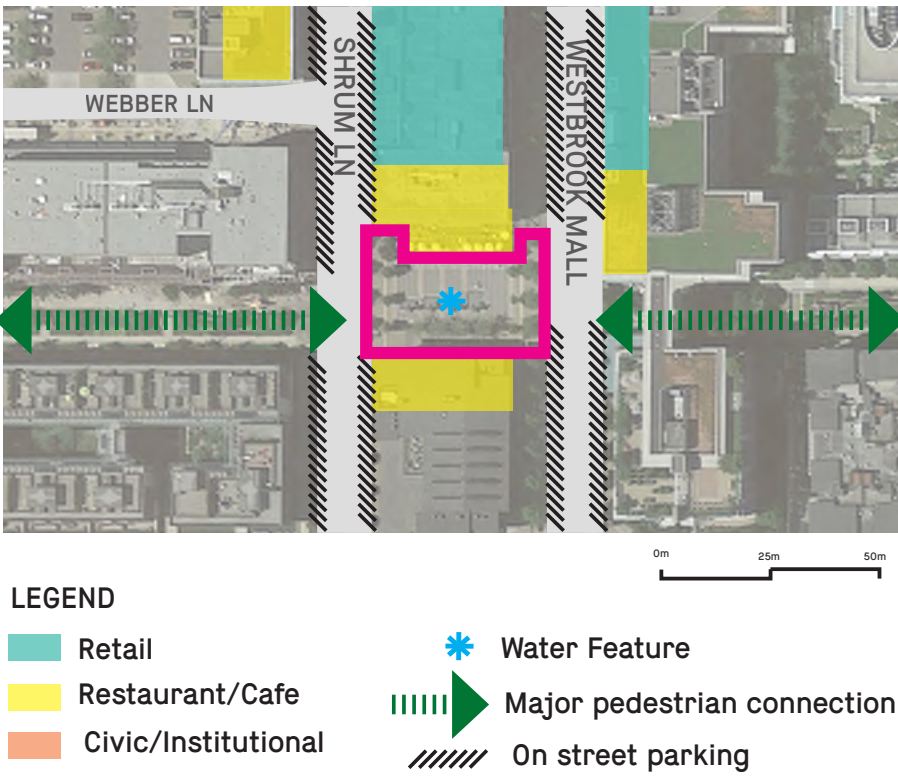 WEBBER LN
SHRUM LN
WESTBROOK MALL
0m 25m 50m
LEGEND
Retail
Restaurant/Cafe
Civic/Institutional
Water Feature
Major pedestrian connection
On street parking